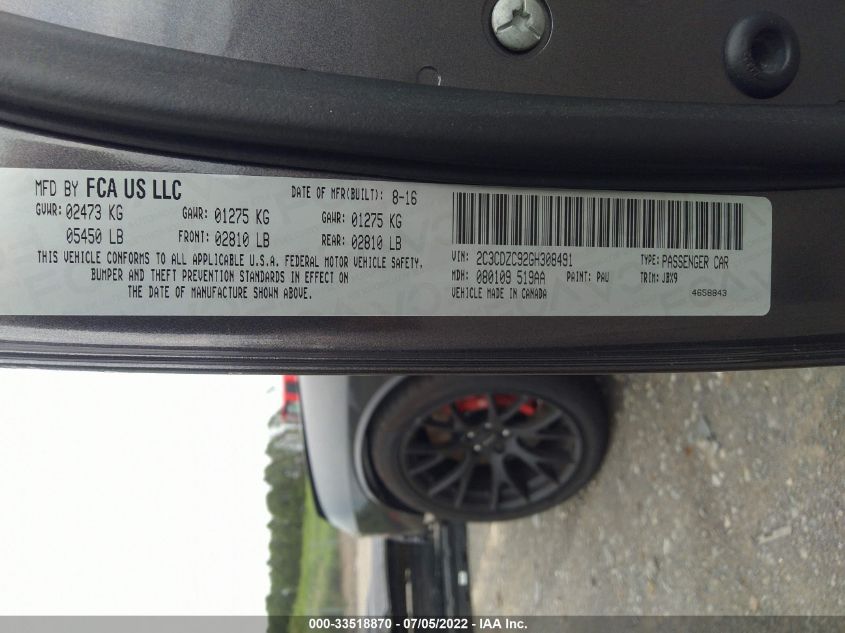 MFD BY FCA US LLC
DATE OF MFR(BUILT): 8-16
GVWR: 02473 KG GAWR: 01275 KG GAWR: 01275 KG
05450 LB FRONT: 02810 LB REAR: 02810 LB
THIS VEHICLE CONFORMS TO ALL APPLICABLE U.S.A. FEDERAL MOTOR VEHICLE SAFETY,
BUMPER AND THEFT PREVENTION STANDARDS IN EFFECT ON
THE DATE OF MANUFACTURE SHOWN ABOVE.
VIN: 2C3CDZC92GH308491 TYPE: PASSENGER CAR
MDH: 080109 519AA PAINT: PAU TRIM: JBX9
VEHICLE MADE IN CANADA 4658843
000-33518870 - 07/05/2022 - IAA Inc.